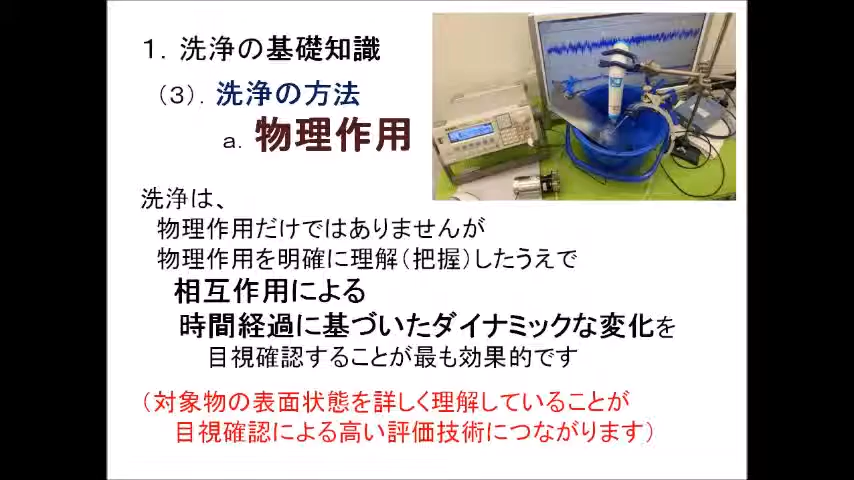 1. 洗浄の基礎知識
(3). 洗浄の方法
a. 物理作用
洗浄は、
物理作用だけではありませんが
物理作用を明確に理解(把握)したうえで
相互作用による
時間経過に基づいたダイナミックな変化を
目視確認することが最も効果的です
(対象物の表面状態を詳しく理解していることが
目視確認による高い評価技術につながります)